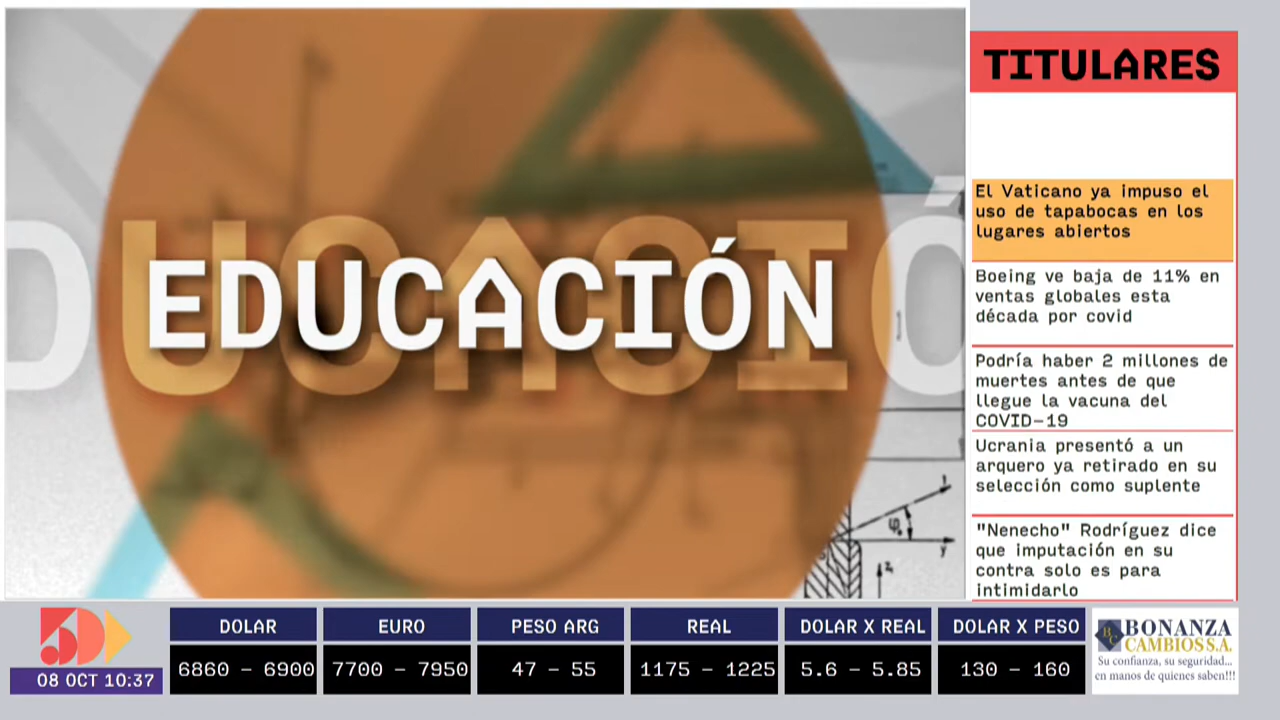 EDUCACIÓN
DUCACIÓ
TITULARES
El Vaticano ya impuso el
uso de tapabocas en los
lugares abiertos
Boeing ve baja de 11% en
ventas globales esta
década por covid
Podría haber 2 millones de
muertes antes de que
llegue la vacuna del
COVID-19
Ucrania presentó a un
arquero ya retirado en su
selección como suplente
"Nenecho" Rodríguez dice
que imputación en su
contra solo es para
intimidarlo
5D
08 OCT 10:37
DOLAR
6860 - 6900
EURO
7700 - 7950
PESO ARG
47 - 55
REAL
1175 - 1225
DOLAR X REAL
5.6 - 5.85
DOLAR X PESO
130 - 160
BC
BONANZA
CAMBIOS S.A.
Su confianza, su seguridad...
en manos de quienes saben!!!